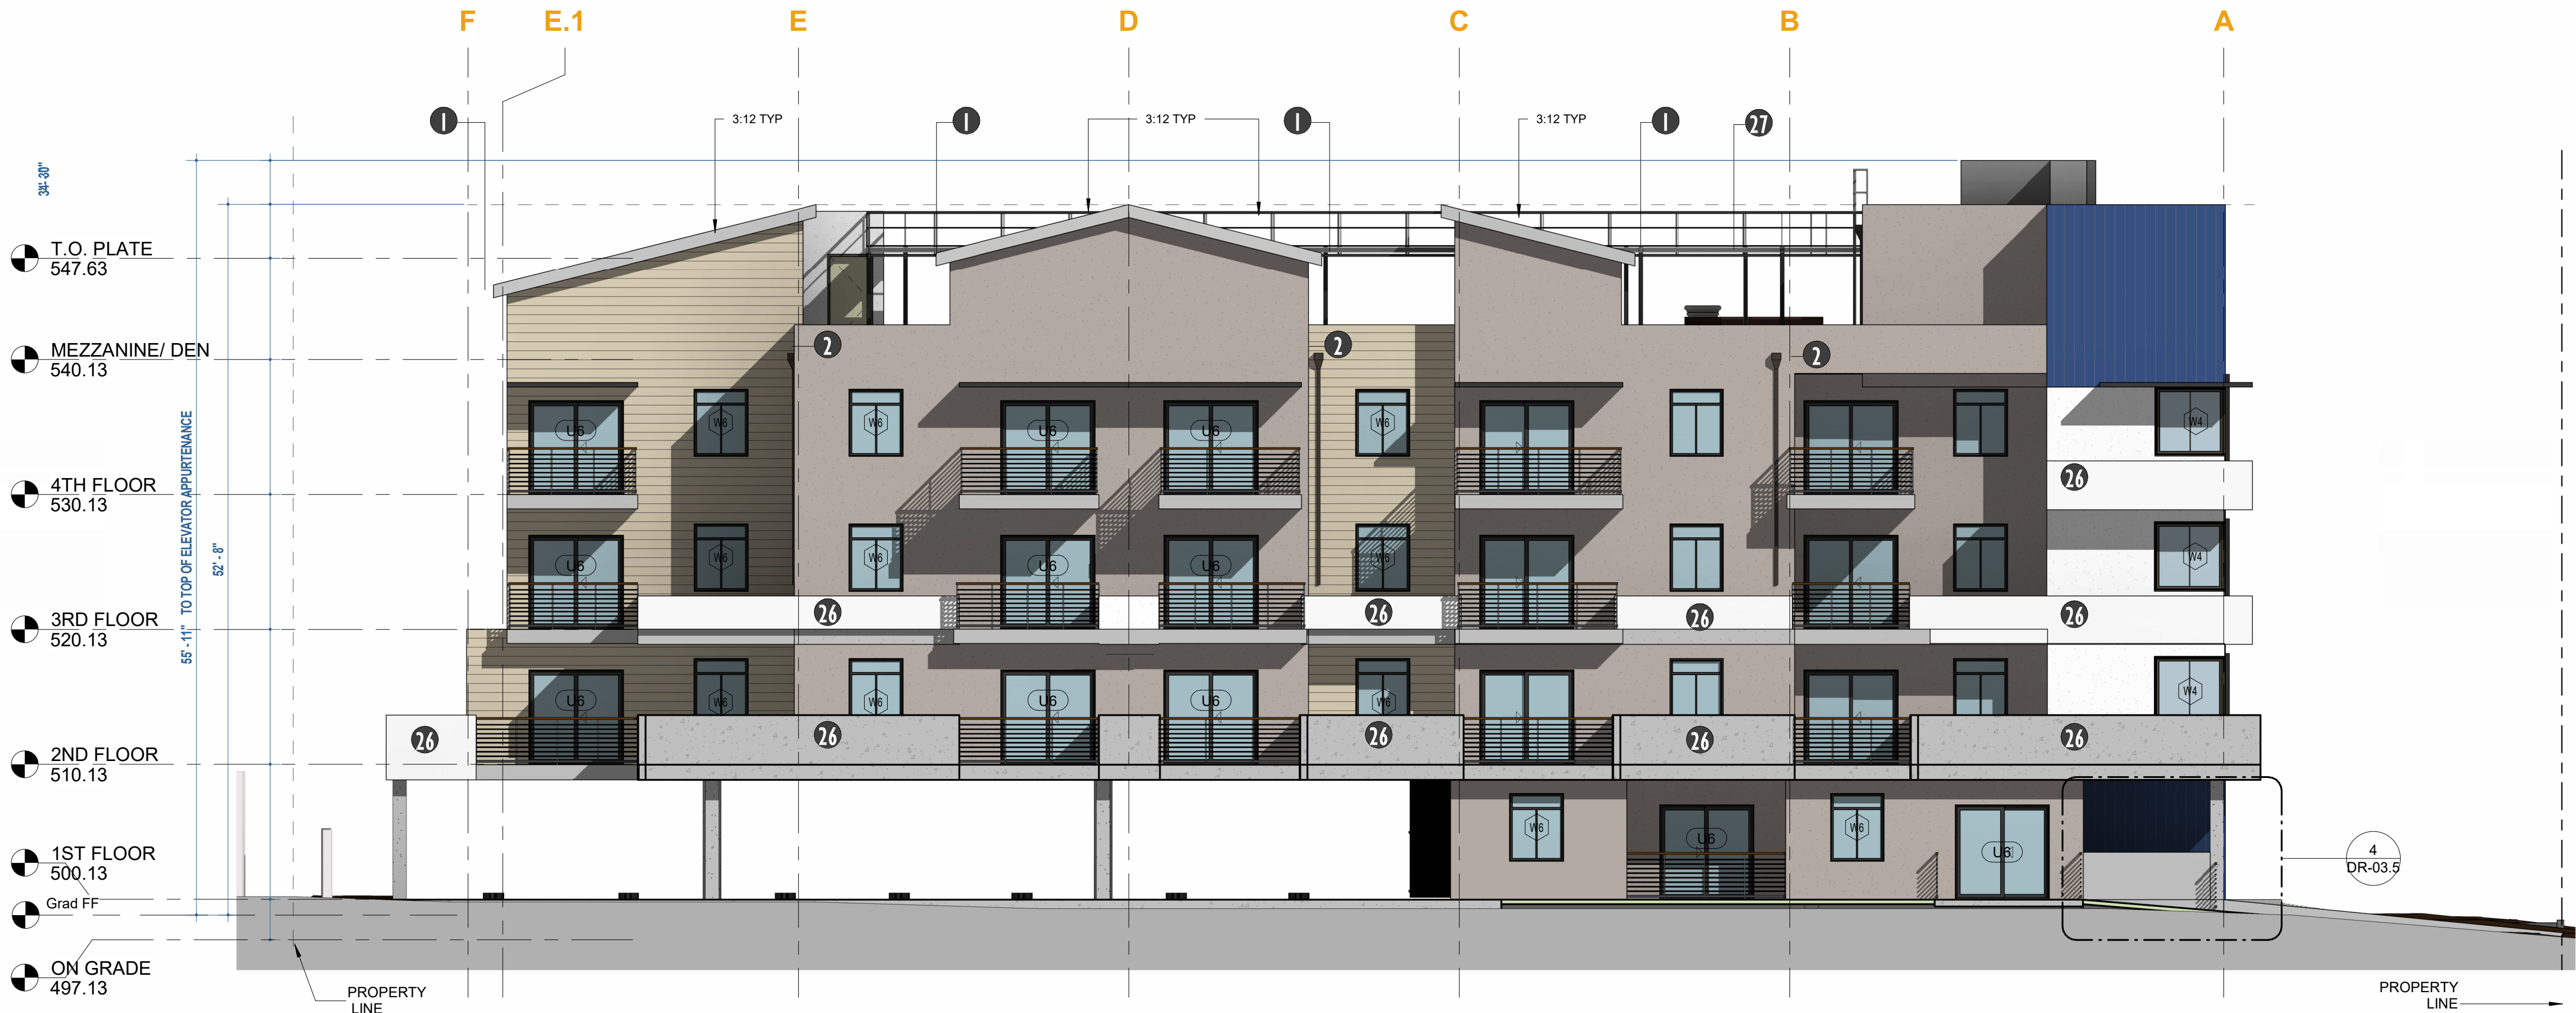 F E.1 E D C B A
1 3:12 TYP 1 3:12 TYP 1 3:12 TYP 1 27
34'-30"
T.O. PLATE
547.63
MEZZANINE/ DEN
540.13
2 2 2
U6 W6 W6 U6 U6 W6 W4
55' - 11" TO TOP OF ELEVATOR APPURTENANCE
52' - 8"
4TH FLOOR
530.13
26
U6 W6 W6 U6 U6 W6 W4
3RD FLOOR
520.13
26 26 26 26
U6 W6 W6 U6 U6 W6 W4
2ND FLOOR
510.13
26 26 26 26 26
1ST FLOOR
500.13
W6 U6 W6 U6
4
DR-03.5
Grad FF
ON GRADE
497.13
PROPERTY
LINE
PROPERTY
LINE